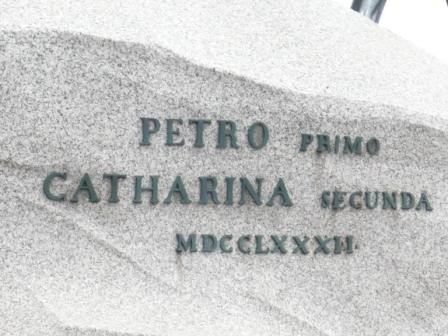 PETRO PRIMO
CATHARINA SECUNDA
MDCCLXXXII·